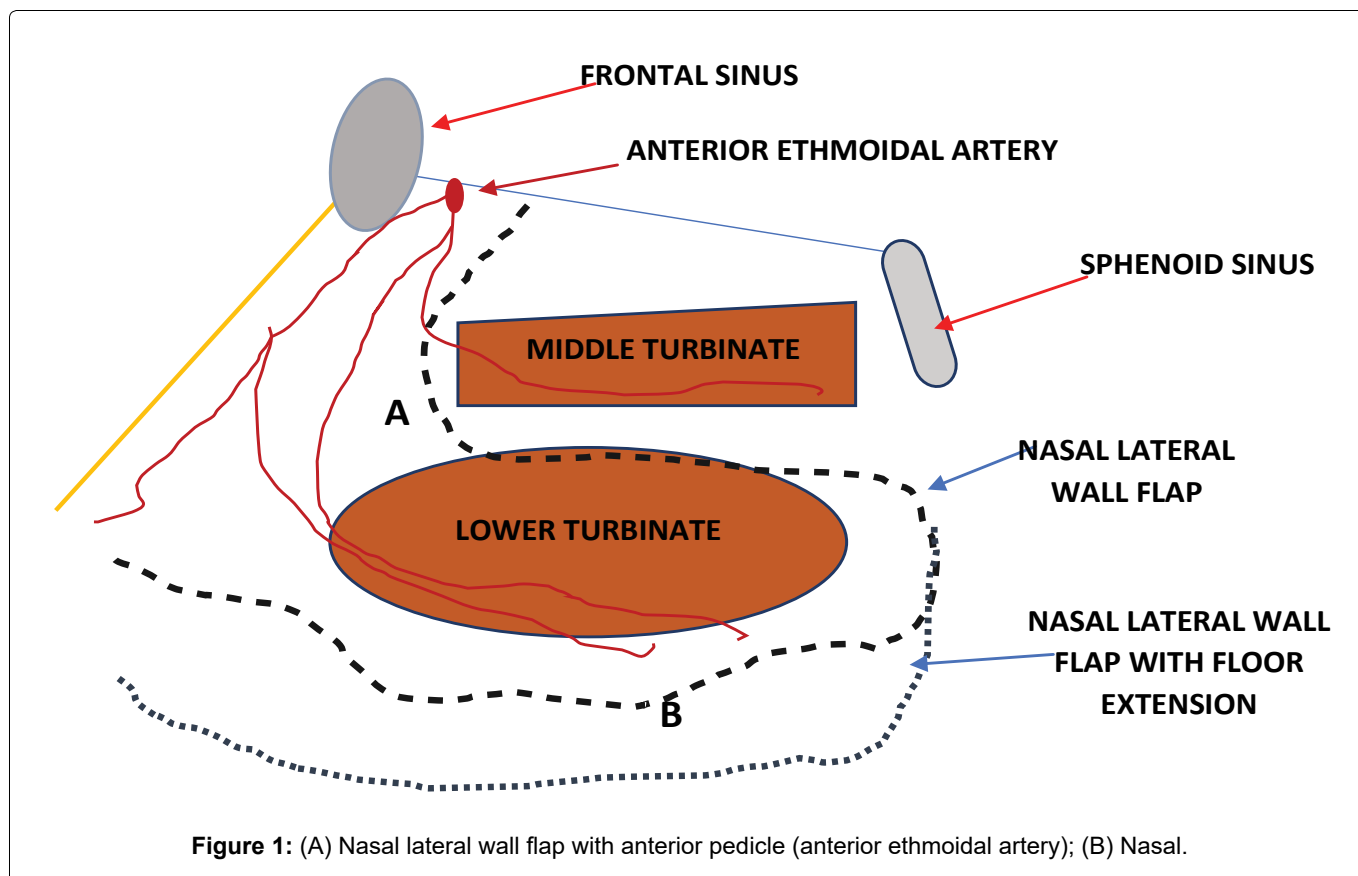 FRONTAL SINUS
ANTERIOR ETHMOIDAL ARTERY
SPHENOID SINUS
MIDDLE TURBINATE
A
NASAL LATERAL
WALL FLAP
LOWER TURBINATE
NASAL LATERAL WALL
FLAP WITH FLOOR
EXTENSION
B
Figure 1: (A) Nasal lateral wall flap with anterior pedicle (anterior ethmoidal artery); (B) Nasal.